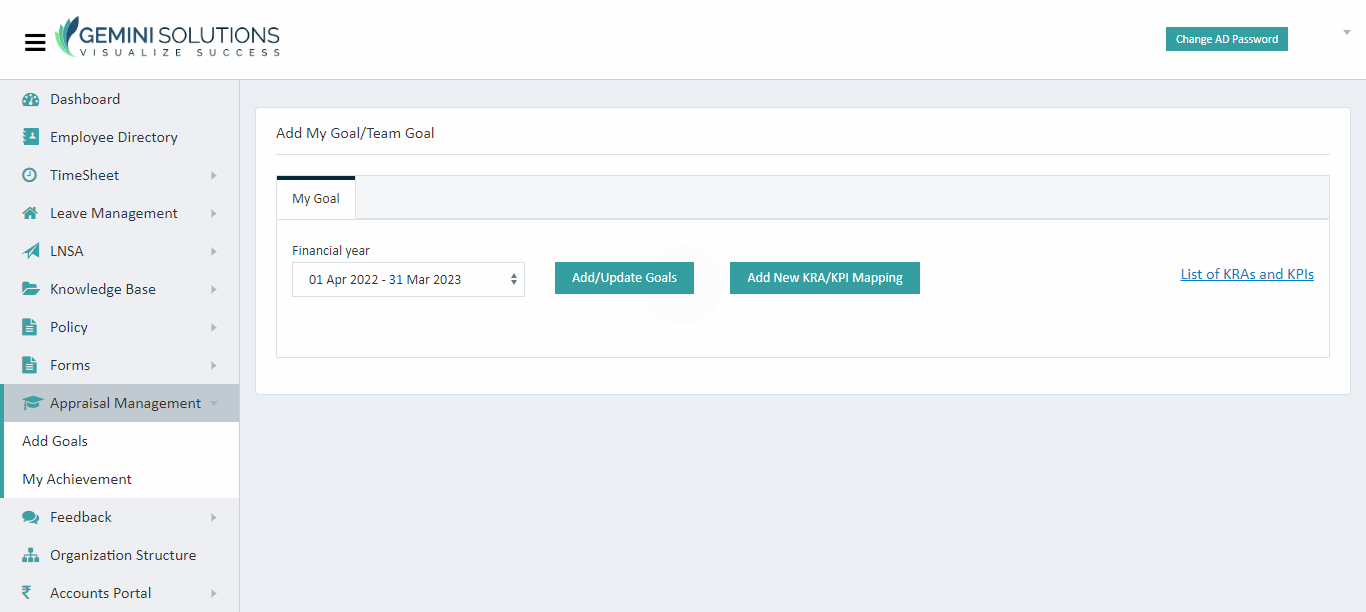 GEMINI SOLUTIONS
VISUALIZE SUCCESS
Change AD Password
Dashboard
Employee Directory
TimeSheet
Leave Management
LNSA
Knowledge Base
Policy
Forms
Appraisal Management
Add Goals
My Achievement
Feedback
Organization Structure
₹ Accounts Portal
Add My Goal/Team Goal
My Goal
Financial year
01 Apr 2022 - 31 Mar 2023
Add/Update Goals
Add New KRA/KPI Mapping
List of KRAs and KPIs